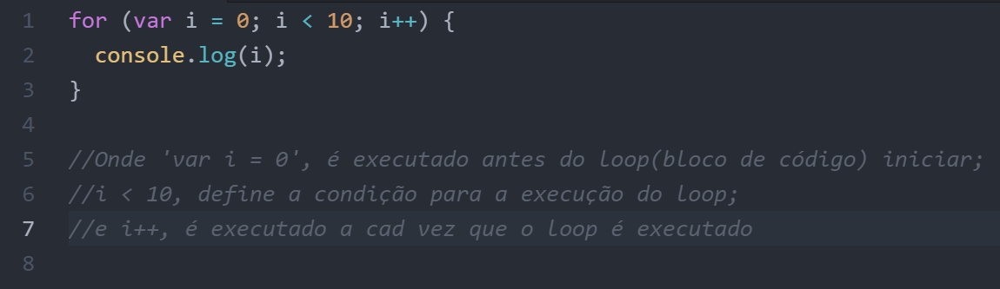 1 for (var i = 0; i < 10; i++) {
2 console.log(i);
3 }
4
5 //Onde 'var i = 0', é executado antes do loop(bloco de código) iniciar;
6 //i < 10, define a condição para a execução do loop;
7 //e i++, é executado a cad vez que o loop é executado
8